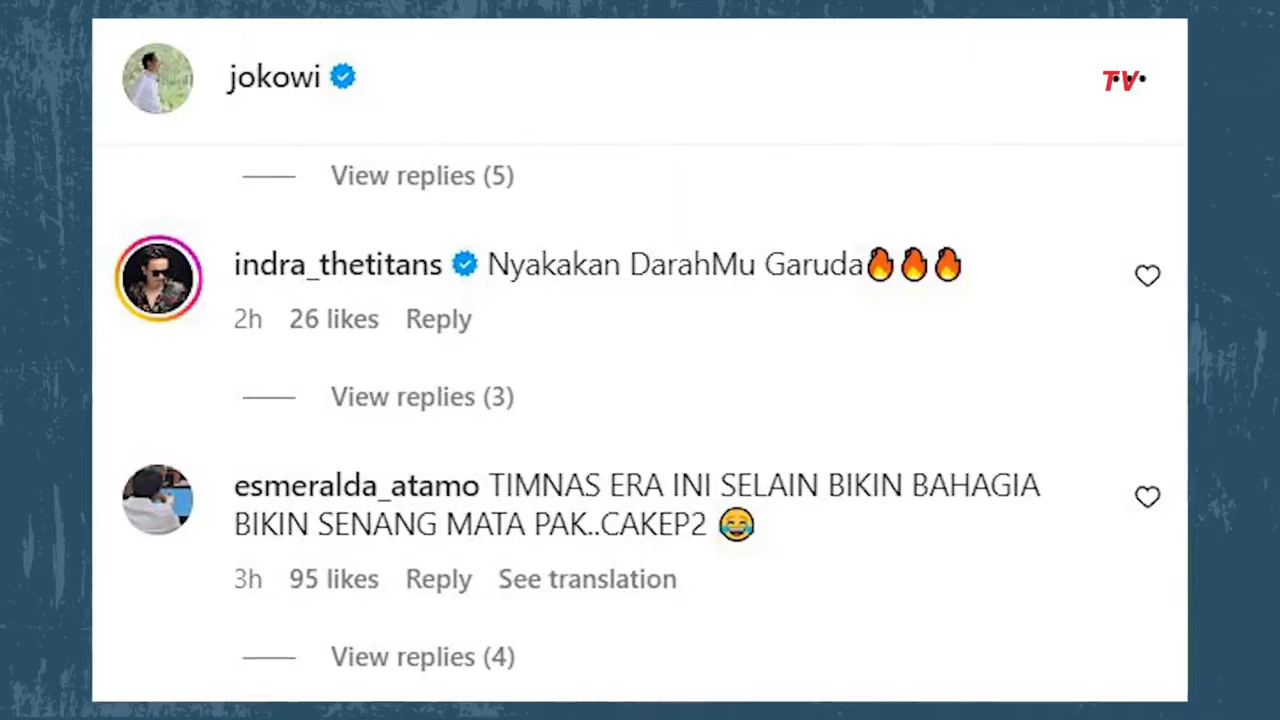 jokowi
TV
View replies (5)
indra_thetitans Nyakakan DarahMu Garuda🔥🔥🔥
2h 26 likes Reply
View replies (3)
esmeralda_atamo TIMNAS ERA INI SELAIN BIKIN BAHAGIA
BIKIN SENANG MATA PAK..CAKEP2 😂
3h 95 likes Reply See translation
View replies (4)